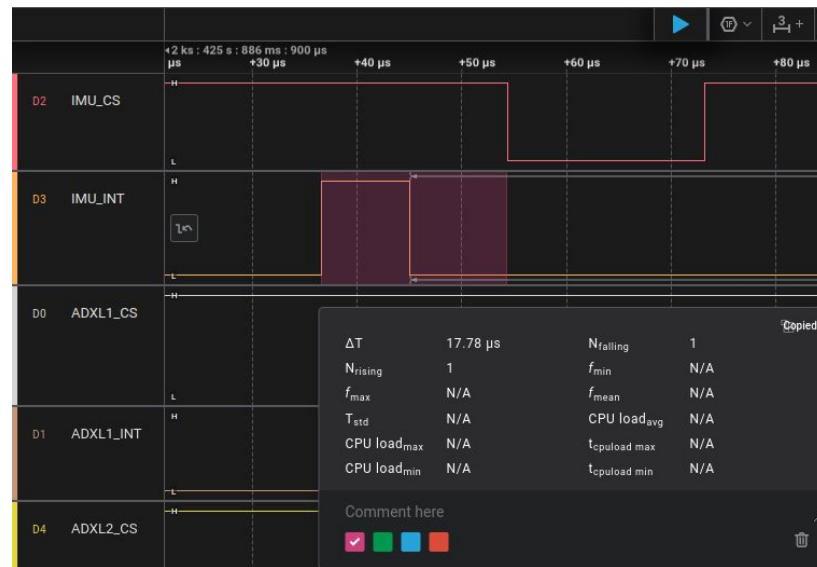 1F
3 +
2 ks : 425 s : 886 ms : 900 µs
µs +30 µs +40 µs +50 µs +60 µs +70 µs +80 µs
D2 IMU_CS
H
L
D3 IMU_INT
H
L
D0 ADXL1_CS
H
L
Copied
ΔT 17.78 µs Nfalling 1
Nrising 1 fmin N/A
fmax N/A fmean N/A
Tstd N/A CPU loadavg N/A
CPU loadmax N/A tcpuload max N/A
CPU loadmin N/A tcpuload min N/A
D1 ADXL1_INT
H
L
D4 ADXL2_CS
H
Comment here